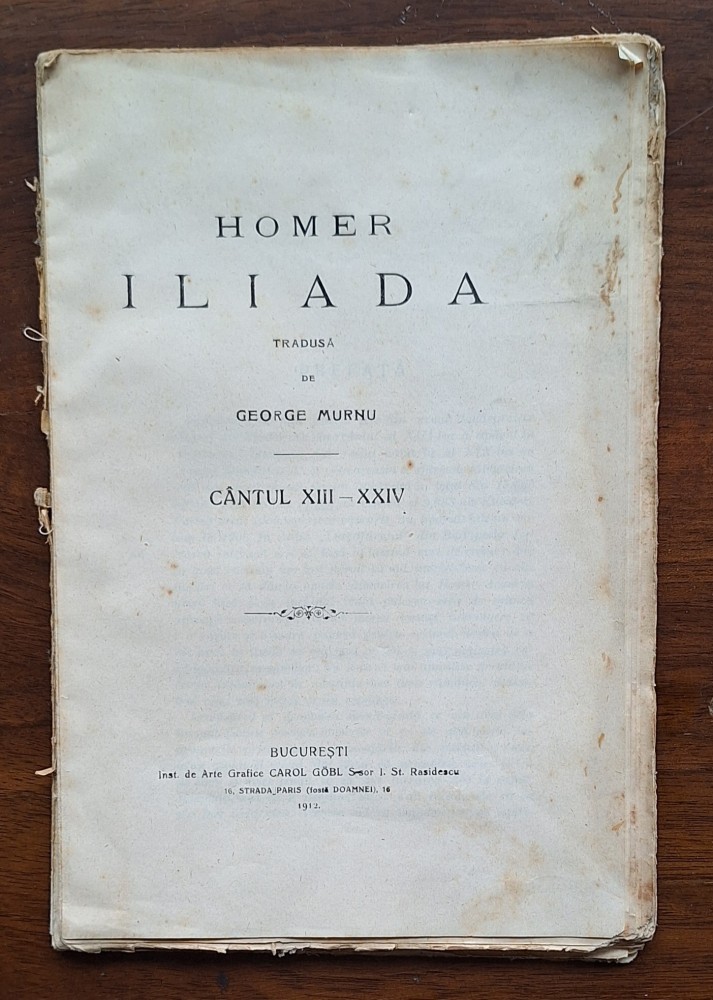 HOMER
ILIADA
TRADUSĂ
DE
GEORGE MURNU
CÂNTUL XIII—XXIV
BUCUREȘTI
Inst. de Arte Grafice CAROL GÖBL S-sor I. St. Rasidescu
16, STRADA PARIS (fostă DOAMNEI), 16
1912.